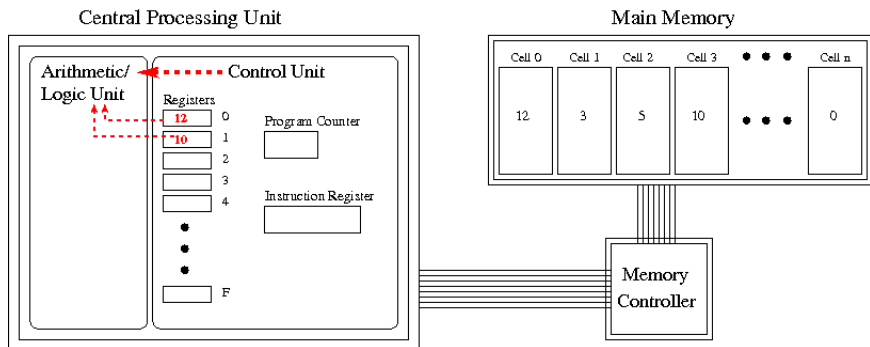 Central Processing Unit
Main Memory
Arithmetic/
Logic Unit
Control Unit
Registers
12 0
10 1
2
3
4
F
Program Counter
Instruction Register
Cell 0 Cell 1 Cell 2 Cell 3 Cell n
12 3 5 10 0
Memory
Controller